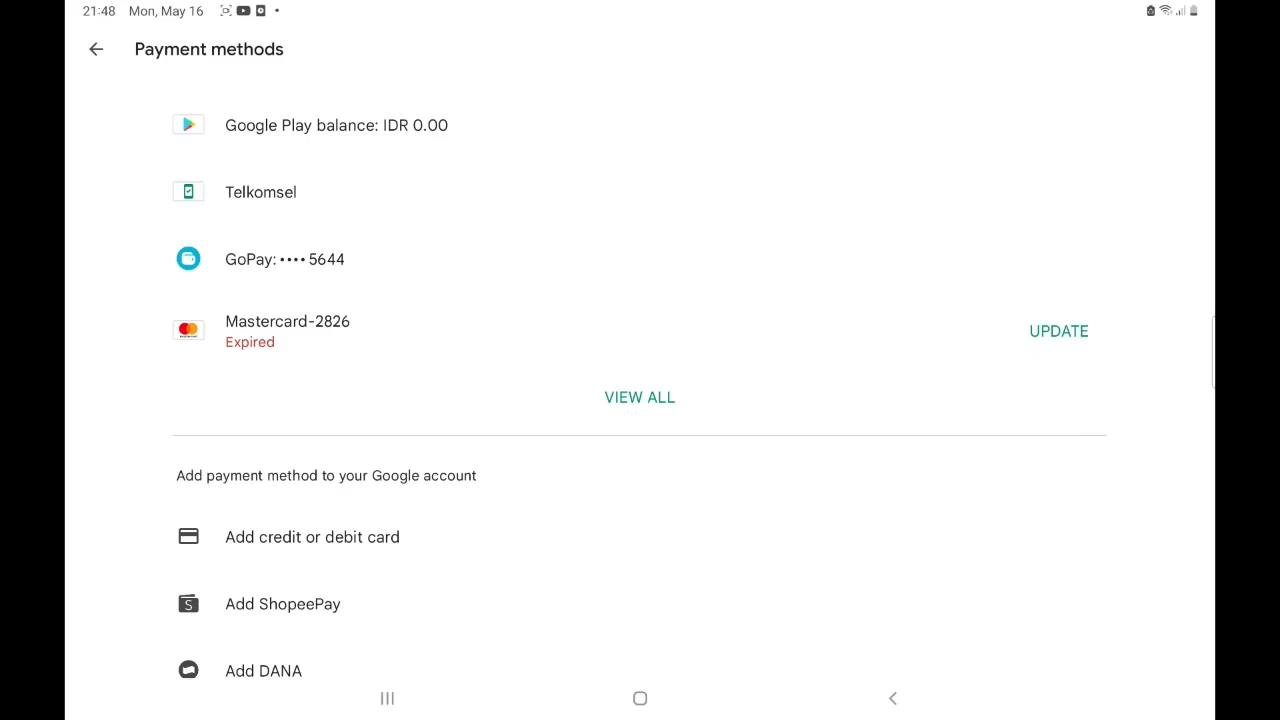 21:48 Mon, May 16
Payment methods
Google Play balance: IDR 0.00
Telkomsel
GoPay: •••• 5644
Mastercard-2826
Expired
UPDATE
VIEW ALL
Add payment method to your Google account
Add credit or debit card
Add ShopeePay
Add DANA